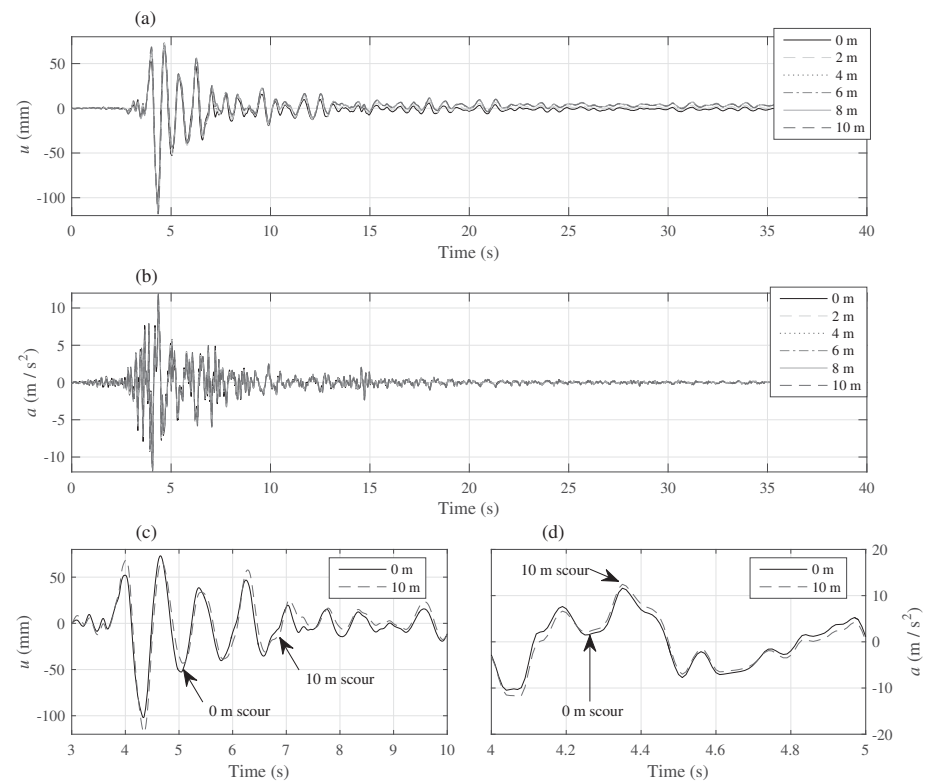 (a)
50
0
-50
-100
u (mm)
0 5 10 15 20 25 30 35 40
Time (s)
0 m
2 m
4 m
6 m
8 m
10 m
(b)
10
5
0
-5
-10
a (m / s²)
0 5 10 15 20 25 30 35 40
Time (s)
0 m
2 m
4 m
6 m
8 m
10 m
(c)
50
0
-50
-100
u (mm)
3 4 5 6 7 8 9 10
Time (s)
0 m
10 m
10 m scour
0 m scour
(d)
10 m scour
0 m scour
0 m
10 m
20
10
0
-10
-20
a (m / s²)
4 4.2 4.4 4.6 4.8 5
Time (s)